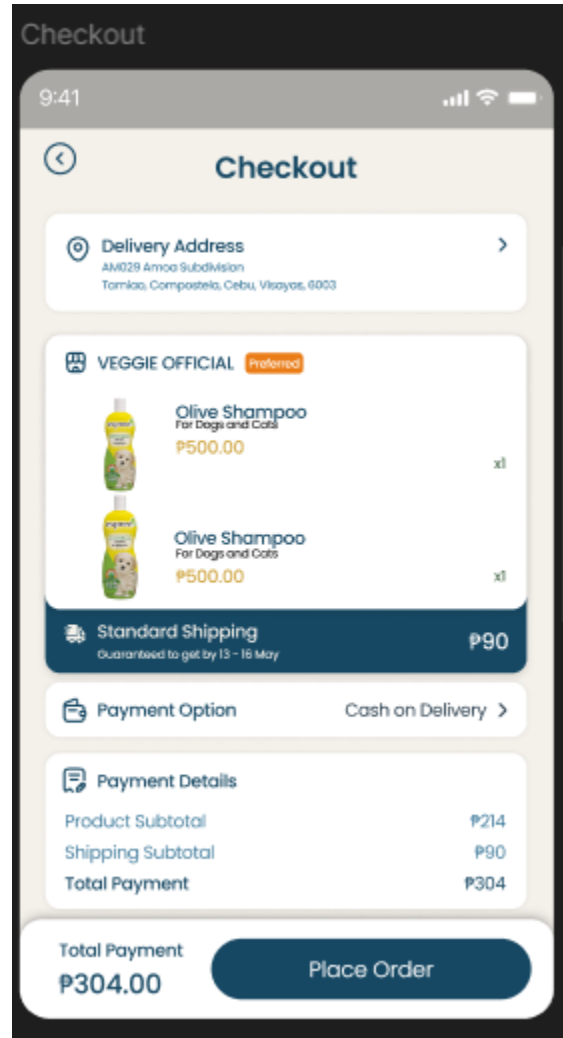 Checkout
9:41
Checkout
Delivery Address
AM029 Amoa Subdivision
Tamiao, Compostela, Cebu, Visayas, 6003
VEGGIE OFFICIAL Preferred
Olive Shampoo
For Dogs and Cats
₱500.00
x1
Olive Shampoo
For Dogs and Cats
₱500.00
x1
Standard Shipping ₱90
Guaranteed to get by 13 - 16 May
Payment Option Cash on Delivery
Payment Details
Product Subtotal ₱214
Shipping Subtotal ₱90
Total Payment ₱304
Total Payment
₱304.00
Place Order